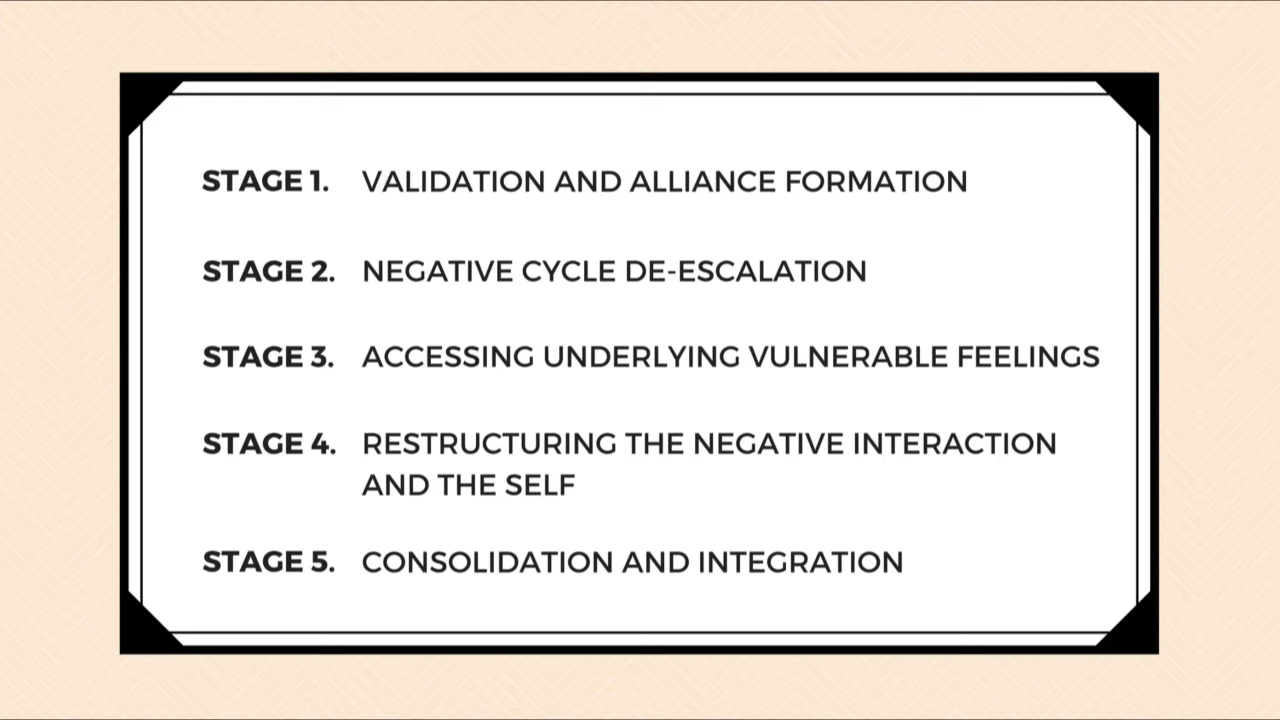 STAGE 1. VALIDATION AND ALLIANCE FORMATION
STAGE 2. NEGATIVE CYCLE DE-ESCALATION
STAGE 3. ACCESSING UNDERLYING VULNERABLE FEELINGS
STAGE 4. RESTRUCTURING THE NEGATIVE INTERACTION
AND THE SELF
STAGE 5. CONSOLIDATION AND INTEGRATION